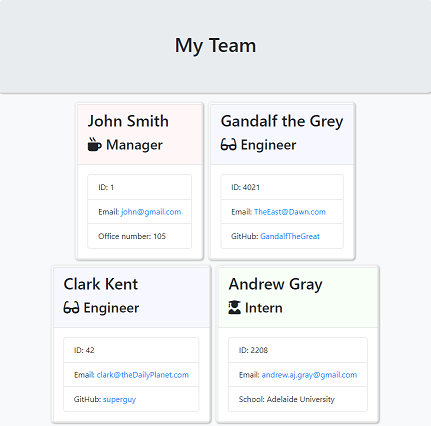 My Team
John Smith
Manager
ID: 1
Email: john@gmail.com
Office number: 105
Gandalf the Grey
Engineer
ID: 4021
Email: TheEast@Dawn.com
GitHub: GandalfTheGreat
Clark Kent
Engineer
ID: 42
Email: clark@theDailyPlanet.com
GitHub: superguy
Andrew Gray
Intern
ID: 2208
Email: andrew.aj.gray@gmail.com
School: Adelaide University